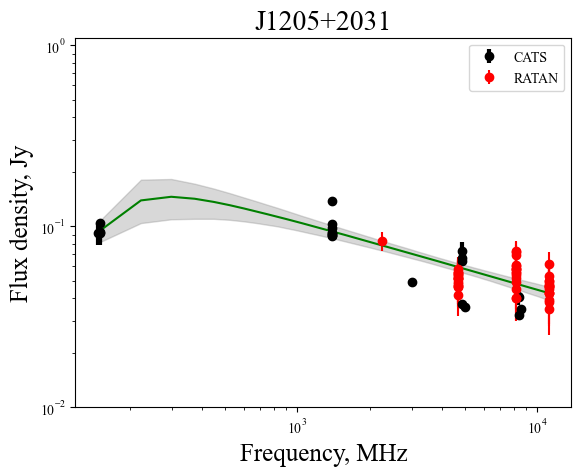 J1205+2031
CATS
RATAN
Flux density, Jy
10⁰
10⁻¹
10⁻²
10³
10⁴
Frequency, MHz